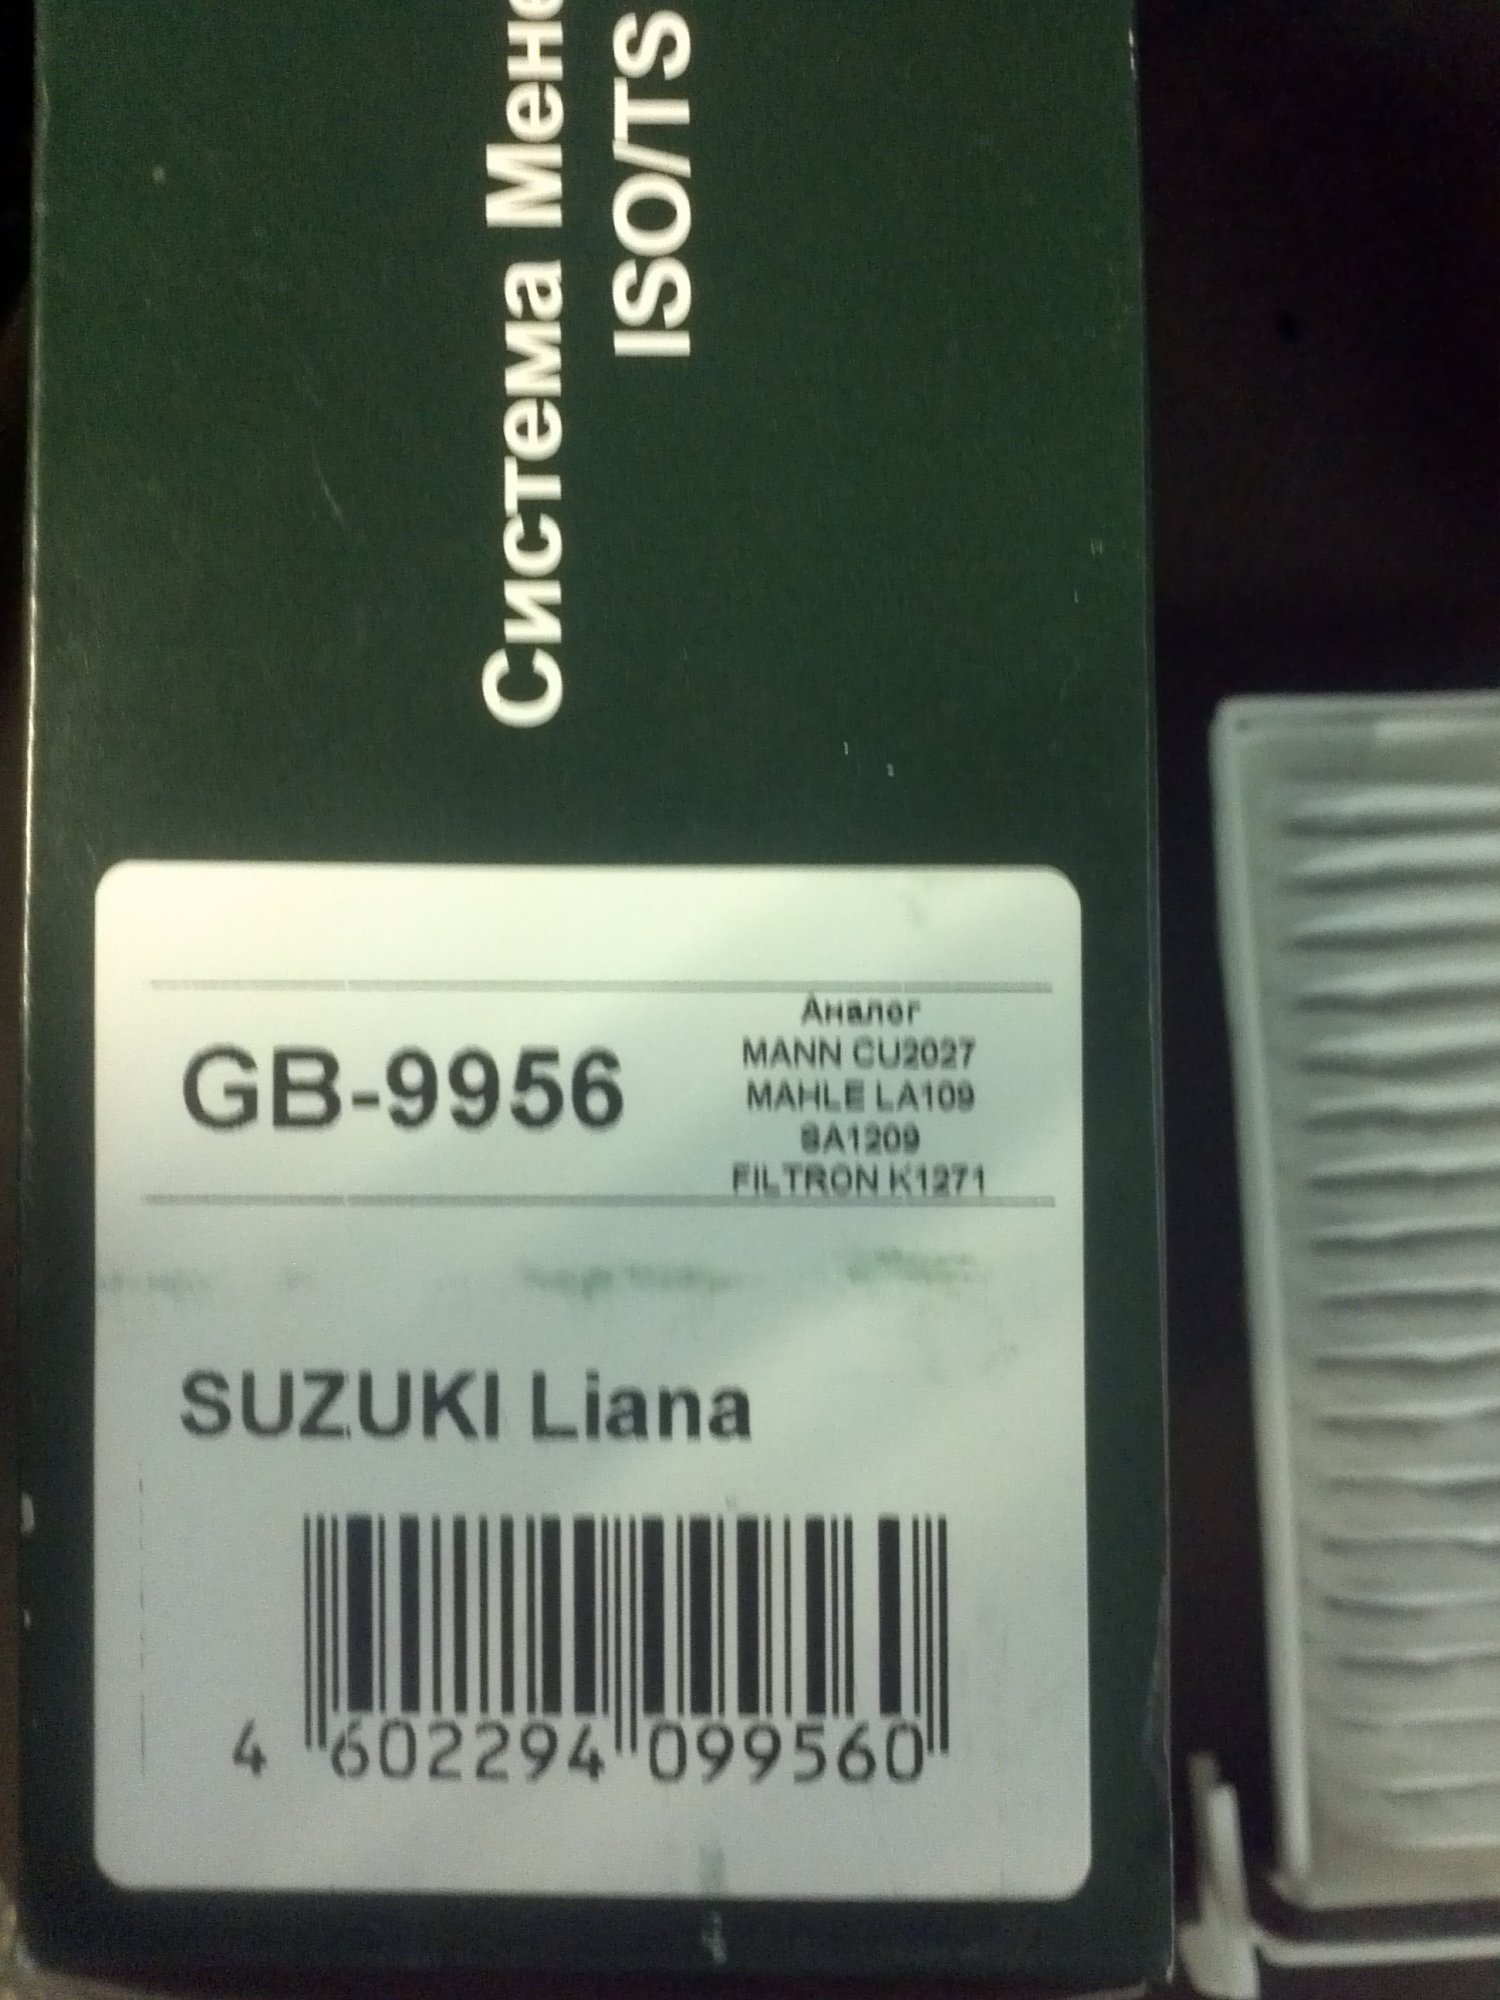 Система Мене
ISO/TS
GB-9956
Аналог
MANN CU2027
MAHLE LA109
SA1209
FILTRON K1271
SUZUKI Liana
4 602294 099560